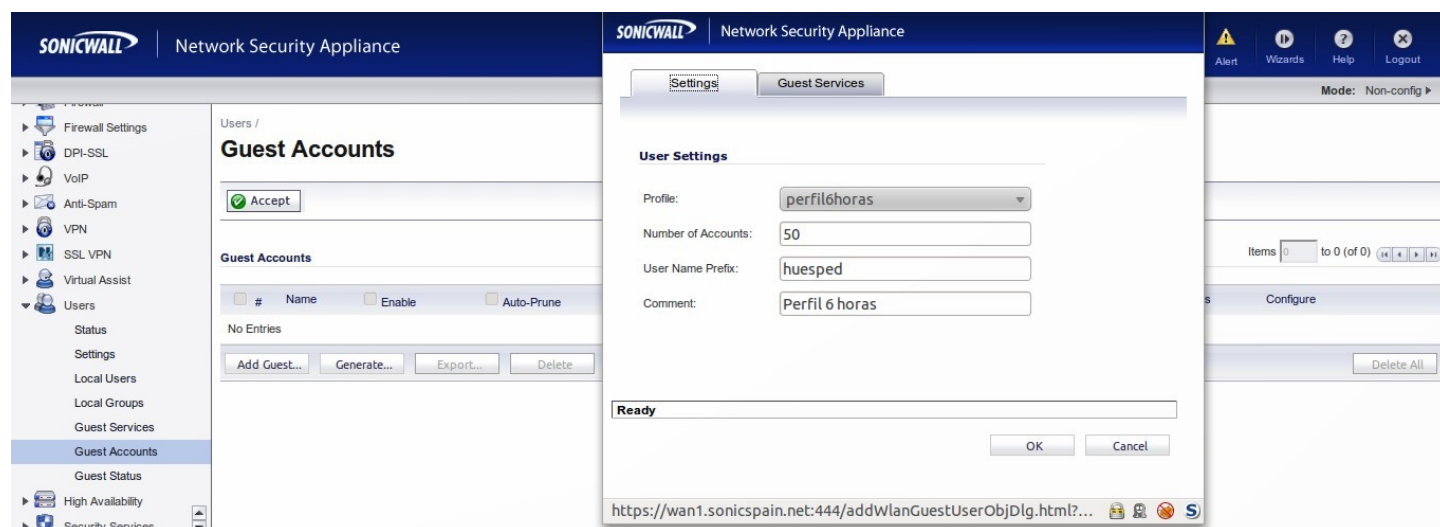 SONICWALL Network Security Appliance
Firewall Settings
DPI-SSL
VoIP
Anti-Spam
VPN
SSL VPN
Virtual Assist
Users
Status
Settings
Local Users
Local Groups
Guest Services
Guest Accounts
Guest Status
High Availability
Security Services
Users /
Guest Accounts
Accept
Guest Accounts
# Name Enable Auto-Prune
No Entries
Add Guest... Generate... Export... Delete
SONICWALL Network Security Appliance
Settings Guest Services
User Settings
Profile: perfil6horas
Number of Accounts: 50
User Name Prefix: huesped
Comment: Perfil 6 horas
Ready
OK Cancel
https://wan1.sonicspain.net:444/addWlanGuestUserObjDlg.html?...
Alert Wizards Help Logout
Mode: Non-config
Items 0 to 0 (of 0)
Configure
Delete All